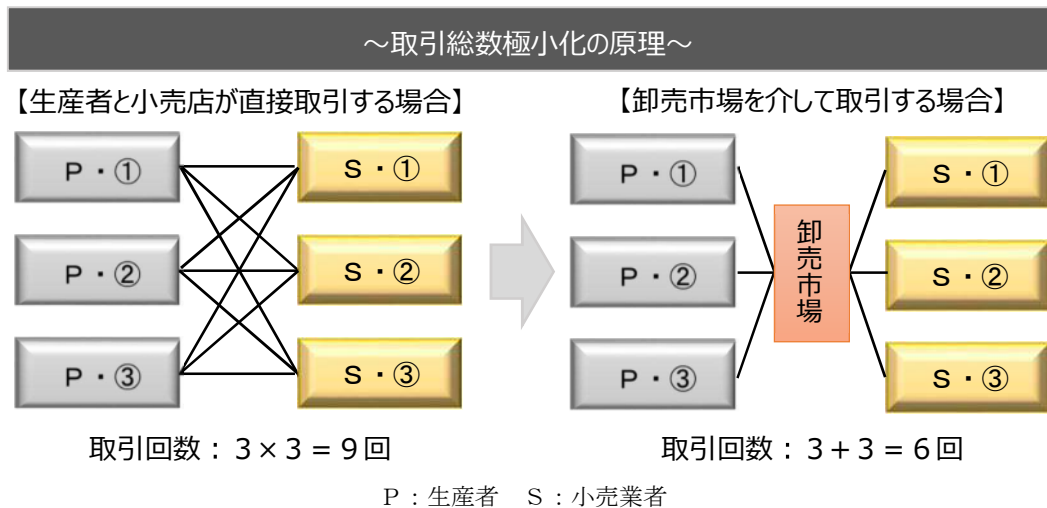 ～取引総数極小化の原理～
【生産者と小売店が直接取引する場合】
P・①
S・①
P・②
S・②
P・③
S・③
取引回数：３×３＝９回
【卸売市場を介して取引する場合】
P・①
S・①
P・②
卸売市場
S・②
P・③
S・③
取引回数：３＋３＝６回
Ｐ：生産者　Ｓ：小売業者